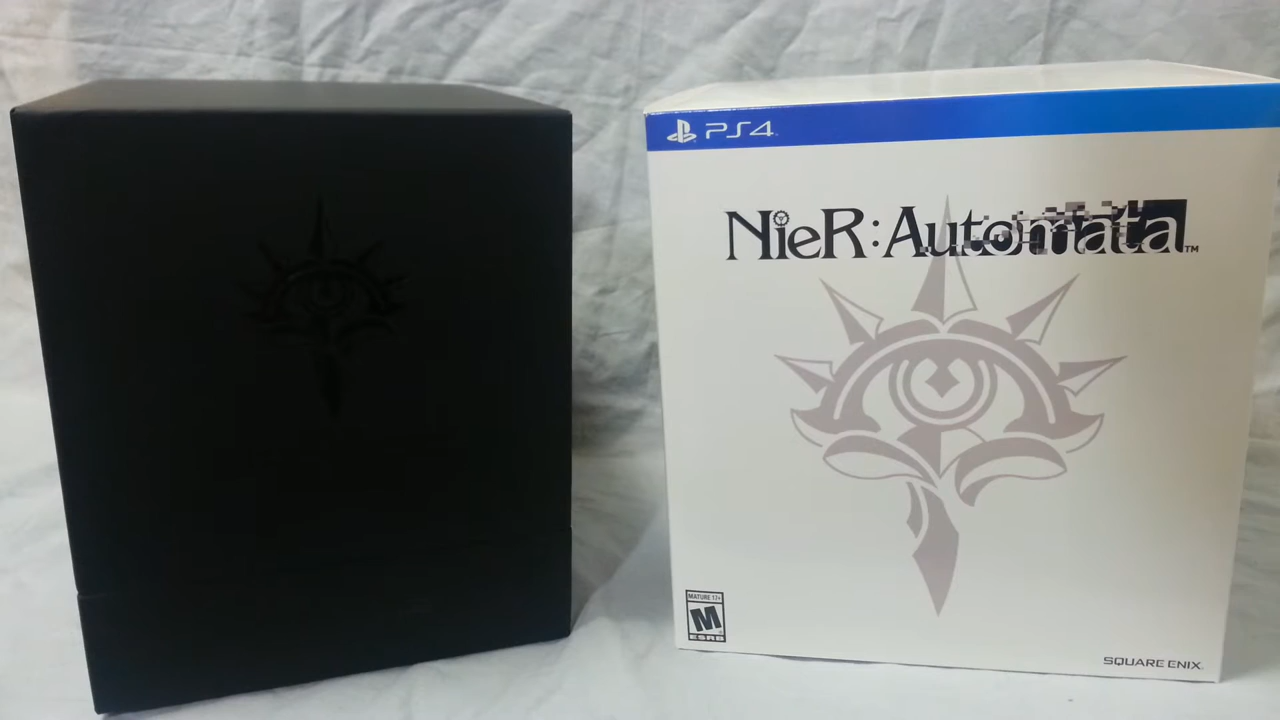 PS4
NieR:Automata™
MATURE 17+
M
ESRB
SQUARE ENIX.